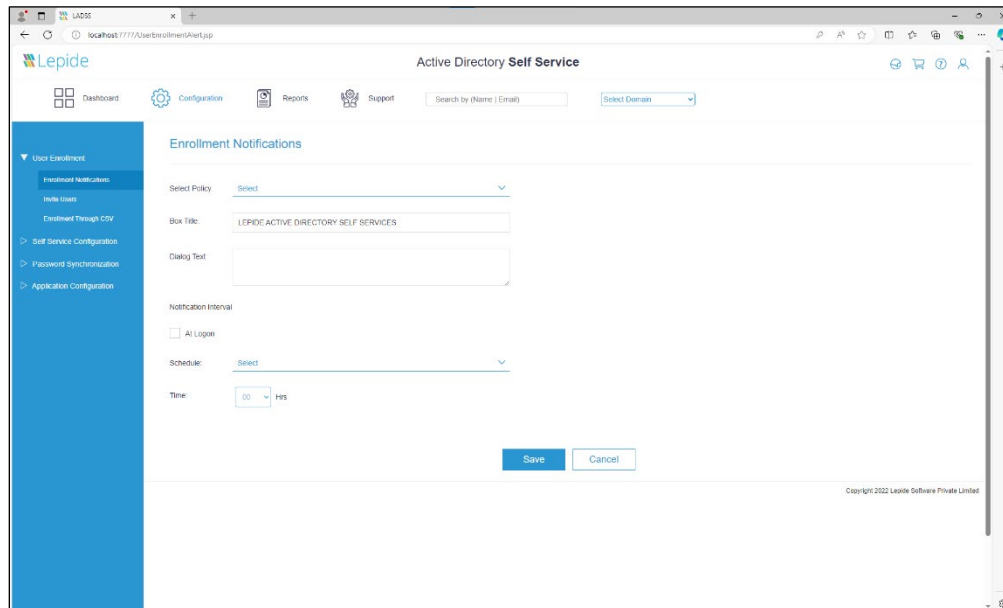 LADSS
localhost:7777/UserEnrollmentAlert.jsp
Lepide
Active Directory Self Service
Dashboard
Configuration
Reports
Support
Search by (Name | Email)
Select Domain
User Enrollment
Enrollment Notifications
Invite Users
Enrollment Through CSV
Self Service Configuration
Password Synchronization
Application Configuration
Enrollment Notifications
Select Policy Select
Box Title: LEPIDE ACTIVE DIRECTORY SELF SERVICES
Dialog Text
Notification Interval
At Logon
Schedule: Select
Time: 00 Hrs
Save Cancel
Copyright 2022 Lepide Software Private Limited